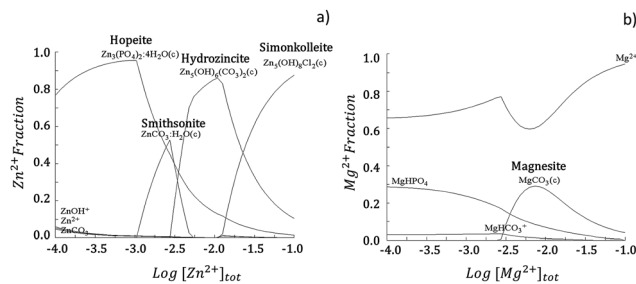 a)
Hopeite
Zn₃(PO₄)₂:4H₂O(c)
Hydrozincite
Zn₅(OH)₆(CO₃)₂(c)
Simonkolleite
Zn₅(OH)₈Cl₂(c)
Smithsonite
ZnCO₃:H₂O(c)
ZnOH⁺
Zn²⁺
ZnCO₃
Zn²⁺ Fraction
1.0
0.8
0.6
0.4
0.2
0.0
-4.0 -3.5 -3.0 -2.5 -2.0 -1.5 -1.0
Log [Zn²⁺]tot
b)
Mg²⁺
Magnesite
MgCO₃(c)
MgHPO₄
MgHCO₃⁺
Mg²⁺ Fraction
1.0
0.8
0.6
0.4
0.2
0.0
-4.0 -3.5 -3.0 -2.5 -2.0 -1.5 -1.0
Log [Mg²⁺]tot